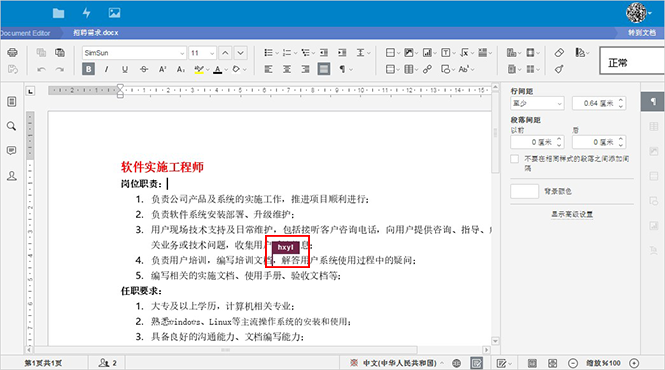 Document Editor 招聘需求.docx 转到文档
SimSun 11
B I U S
正常
行间距
至少 0.64 厘米
段落间距
以前 后
0 厘米 0 厘米
不要在相同样式的段落之间添加间隔
背景颜色
显示高级设置
软件实施工程师
岗位职责：
1. 负责公司产品及系统的实施工作，推进项目顺利进行；
2. 负责软件系统安装部署、升级维护；
3. 用户现场技术支持及日常维护，包括接听客户咨询电话，向用户提供咨询、指导、
关业务或技术问题，收集用户 息；
hxyl
4. 负责用户培训，编写培训文档，解答用户系统使用过程中的疑问；
5. 编写相关的实施文档、使用手册、验收文档等；
任职要求：
1. 大专及以上学历，计算机相关专业；
2. 熟悉windows、Linux等主流操作系统的安装和使用；
3. 具备良好的沟通能力、文档编写能力；
第1页共1页 2 中文(中华人民共和国) 缩放%100